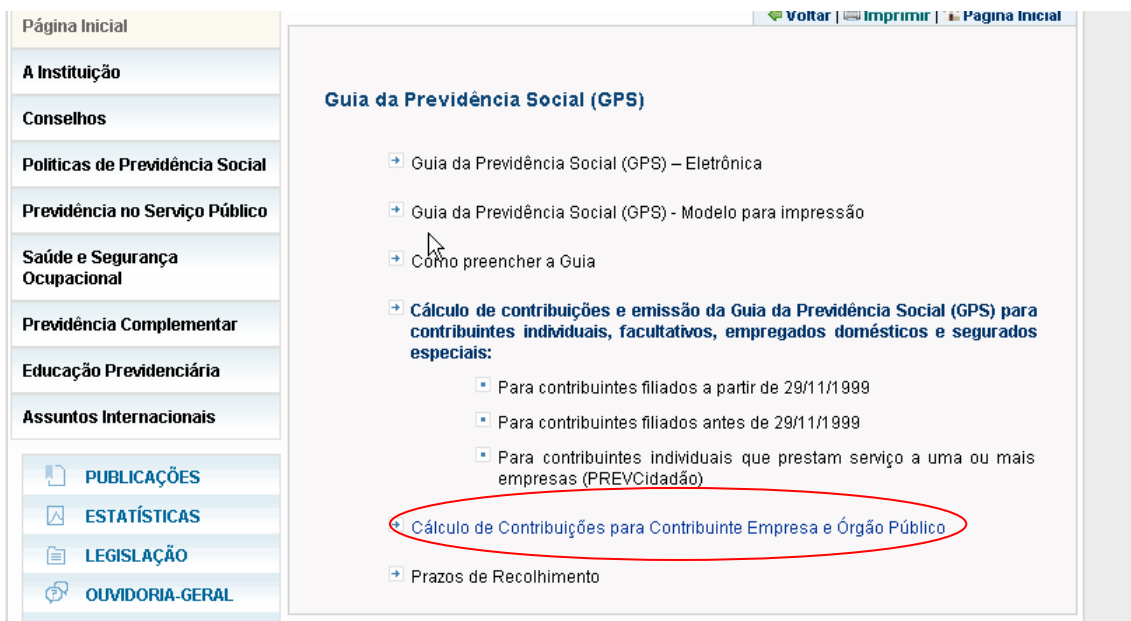 Voltar | Imprimir | Página Inicial
Página Inicial
A Instituição
Conselhos
Politicas de Previdência Social
Previdência no Serviço Público
Saúde e Segurança
Ocupacional
Previdência Complementar
Educação Previdenciária
Assuntos Internacionais
PUBLICAÇÕES
ESTATÍSTICAS
LEGISLAÇÃO
OUVIDORIA-GERAL
Guia da Previdência Social (GPS)
Guia da Previdência Social (GPS) – Eletrônica
Guia da Previdência Social (GPS) - Modelo para impressão
Como preencher a Guia
Cálculo de contribuições e emissão da Guia da Previdência Social (GPS) para
contribuintes individuais, facultativos, empregados domésticos e segurados
especiais:
Para contribuintes filiados a partir de 29/11/1999
Para contribuintes filiados antes de 29/11/1999
Para contribuintes individuais que prestam serviço a uma ou mais
empresas (PREVCidadão)
Cálculo de Contribuições para Contribuinte Empresa e Órgão Público
Prazos de Recolhimento